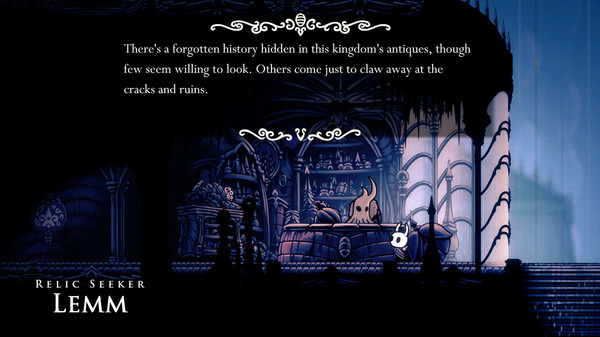 There's a forgotten history hidden in this kingdom's antiques, though
few seem willing to look. Others come just to claw away at the
cracks and ruins.
Relic Seeker
Lemm